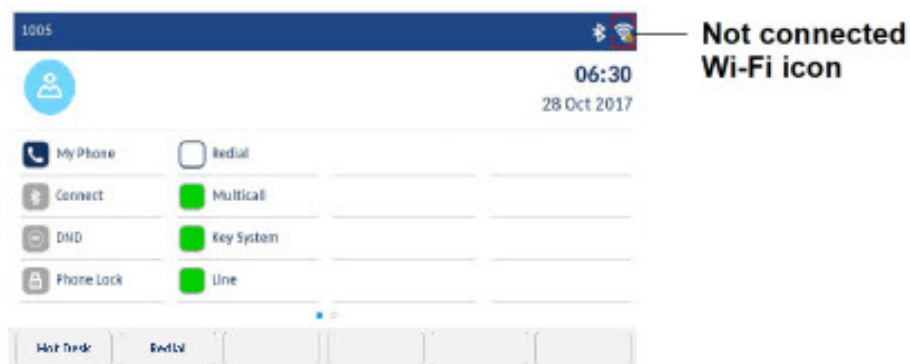 1005
Not connected
Wi-Fi icon
06:30
28 Oct 2017
My Phone Redial
Connect Multicall
DND Key System
Phone Lock Line
Hot Desk Redial